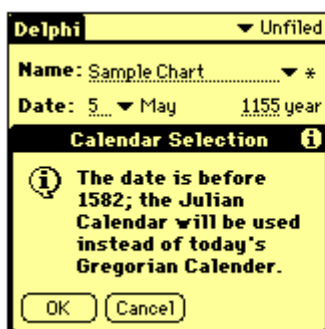 Delphi Unfiled
Name: Sample Chart *
Date: 5 May 1155 year
Calendar Selection
The date is before
1582; the Julian
Calendar will be used
instead of today's
Gregorian Calender.
OK Cancel